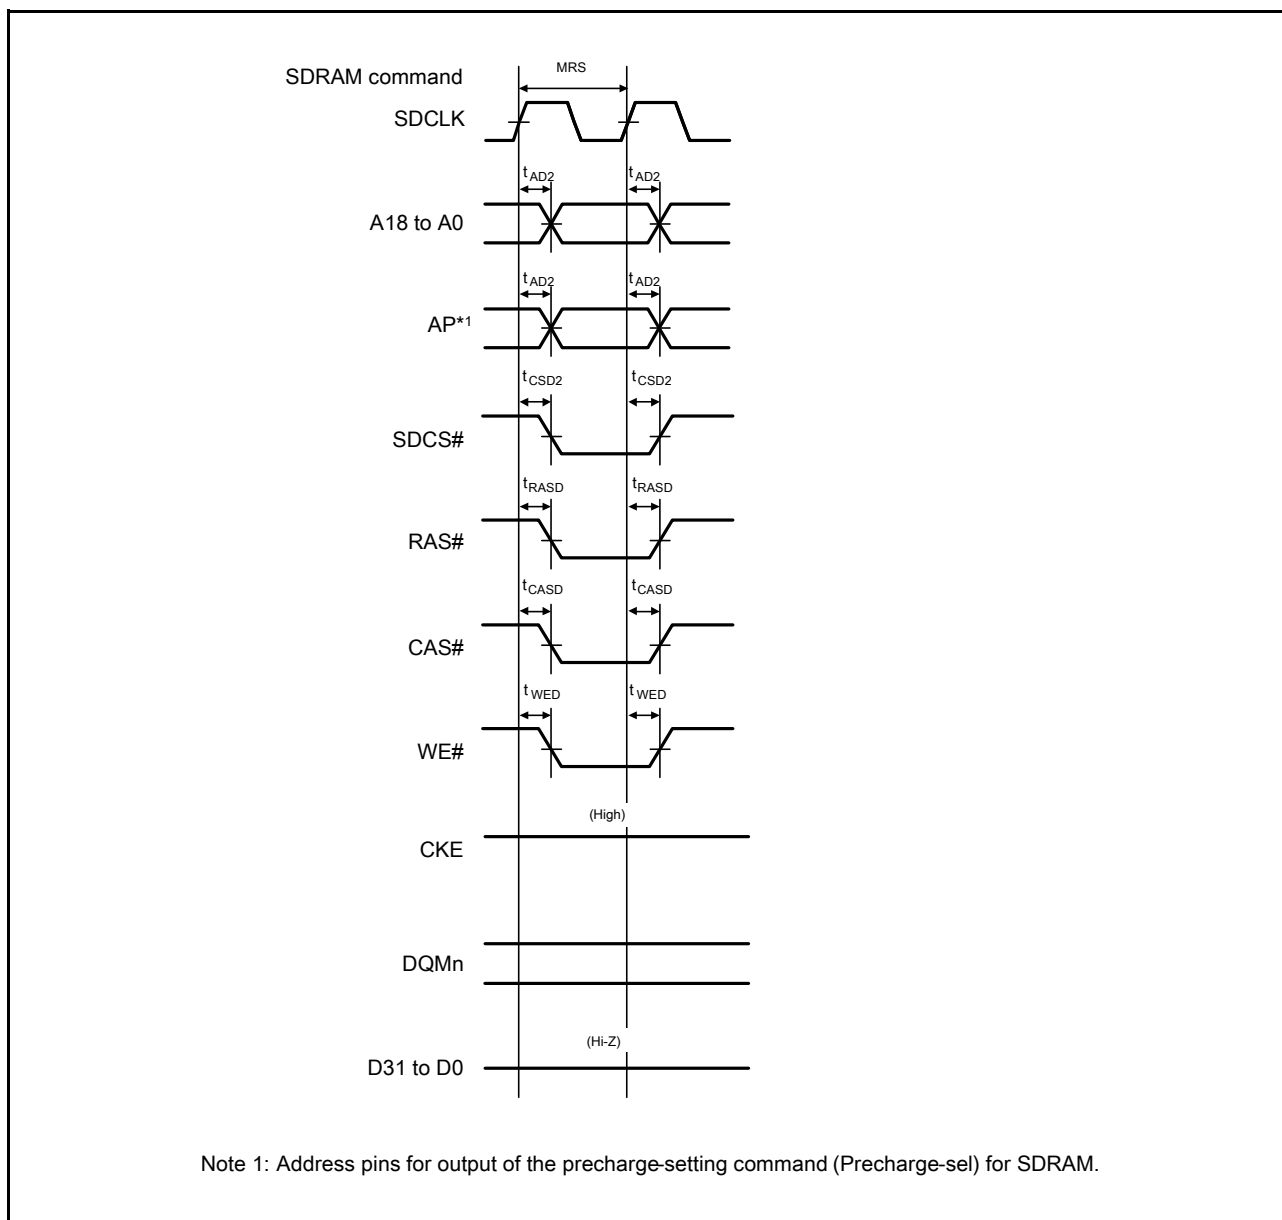 SDRAM command
MRS
SDCLK
tAD2 tAD2
A18 to A0
tAD2 tAD2
AP*1
tCSD2 tCSD2
SDCS#
tRASD tRASD
RAS#
tCASD tCASD
CAS#
tWED tWED
WE#
(High)
CKE
DQMn
(Hi-Z)
D31 to D0
Note 1: Address pins for output of the precharge-setting command (Precharge-sel) for SDRAM.